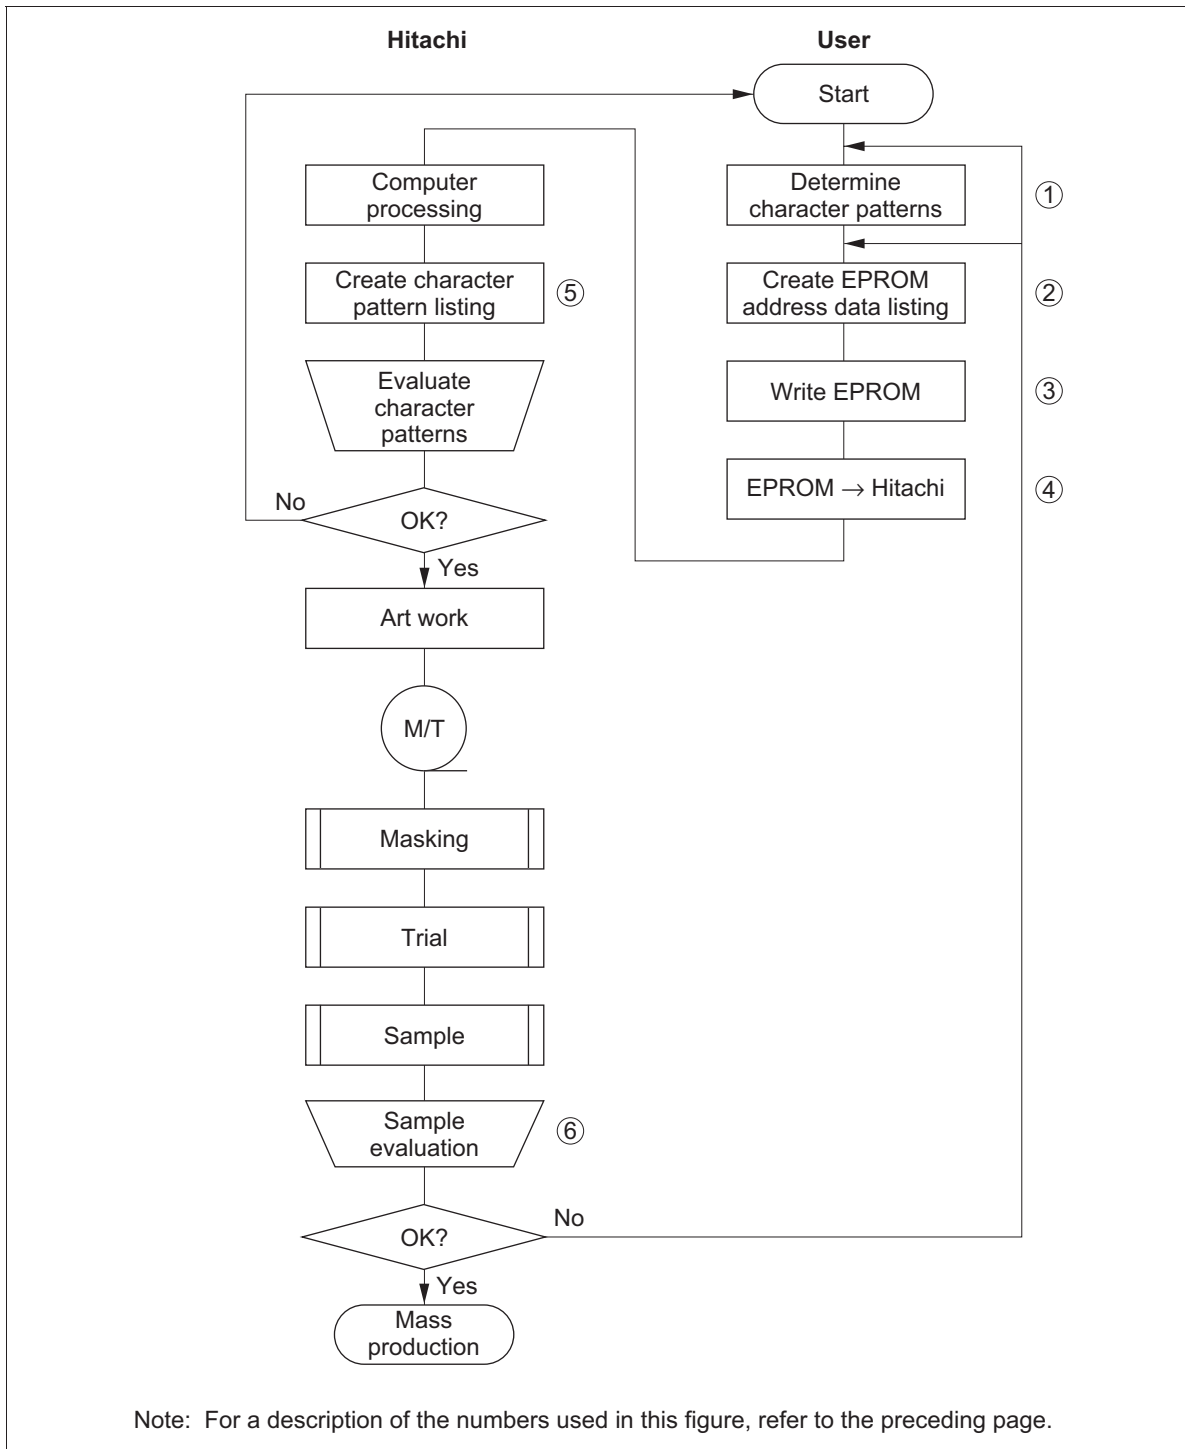 Hitachi
User
Start
Determine
character patterns
①
Create EPROM
address data listing
②
Write EPROM
③
EPROM → Hitachi
④
Computer
processing
Create character
pattern listing
⑤
Evaluate
character
patterns
OK?
No
Yes
Art work
M/T
Masking
Trial
Sample
Sample
evaluation
⑥
OK?
No
Yes
Mass
production
Note: For a description of the numbers used in this figure, refer to the preceding page.